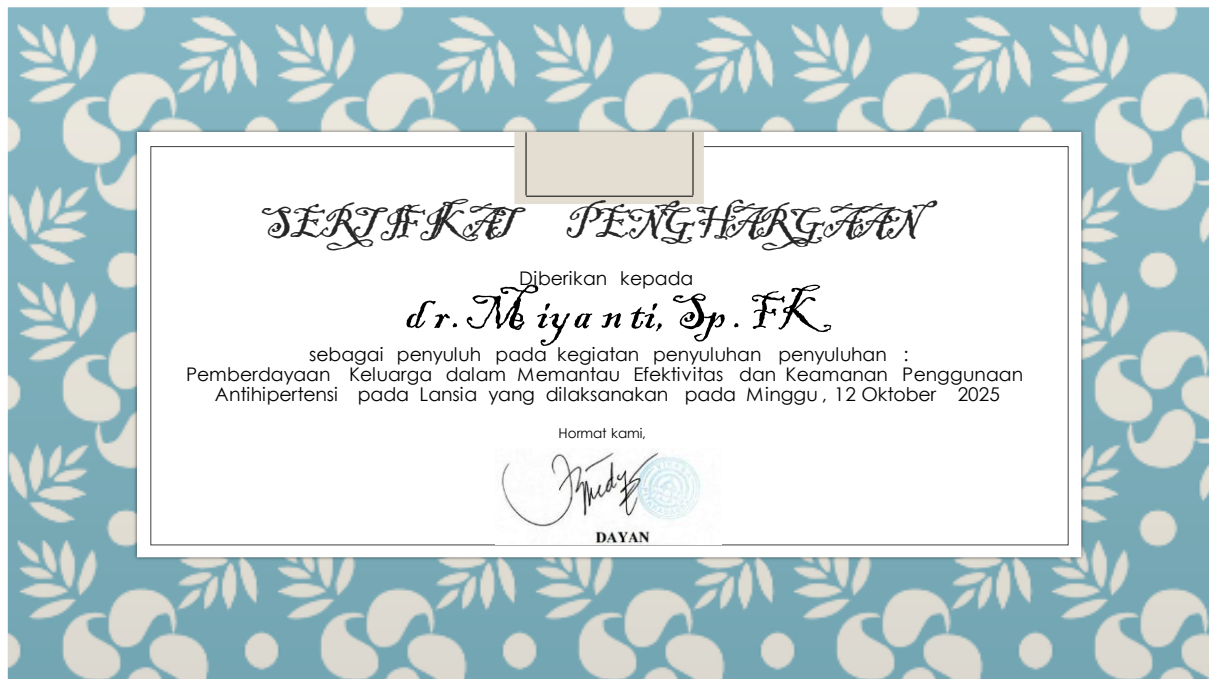 SERTIFIKAT PENGHARGAAN
Diberikan kepada
dr. Meiyanti, Sp. FK
sebagai penyuluh pada kegiatan penyuluhan penyuluhan :
Pemberdayaan Keluarga dalam Memantau Efektivitas dan Keamanan Penggunaan
Antihipertensi pada Lansia yang dilaksanakan pada Minggu, 12 Oktober 2025
Hormat kami,
DAYAN